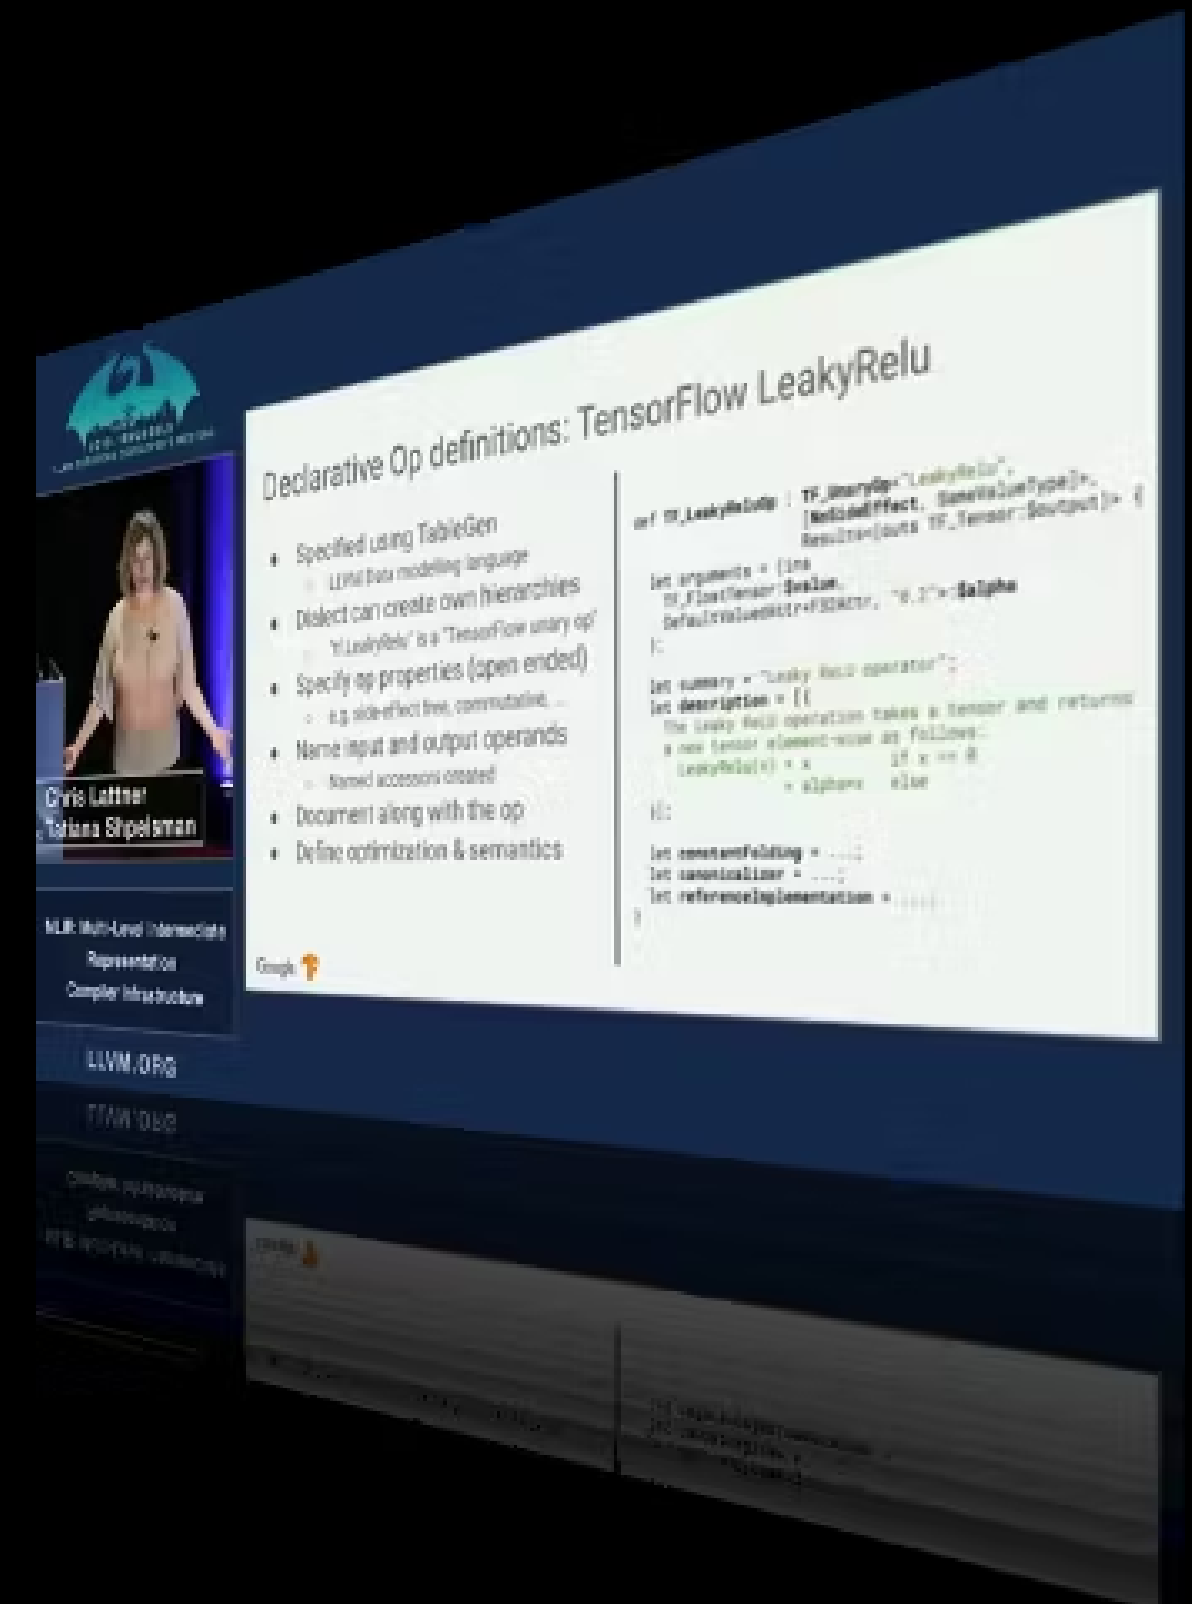 Declarative Op definitions: TensorFlow LeakyRelu
Specified using TableGen
LLVM Data modelling language
Dialect can create own hierarchies
"tf.LeakyRelu" is a "TensorFlow unary op"
Specify op properties (open ended)
e.g. side-effect free, commutative, ...
Name input and output operands
Named accessors created
Document along with the op
Define optimization & semantics
Google
def TF_LeakyReluOp : TF_UnaryOp<"LeakyRelu",
[NoSideEffect, SameValueType]>,
Results<(outs TF_Tensor:$output)> {
let arguments = (ins
TF_FloatTensor:$value,
DefaultValuedAttr<F32Attr, "0.2">:$alpha
);
let summary = "Leaky ReLU operator";
let description = [{
The Leaky ReLU operation takes a tensor and returns
a new tensor element-wise as follows:
LeakyRelu(x) = x if x >= 0
= alpha*x else
}];
let constantFolding = ...;
let canonicalizer = ...;
let referenceImplementation = ...
}
Chris Lattner
Tatiana Shpeisman
MLIR: Multi-Level Intermediate
Representation
Compiler Infrastructure
LLVM.ORG